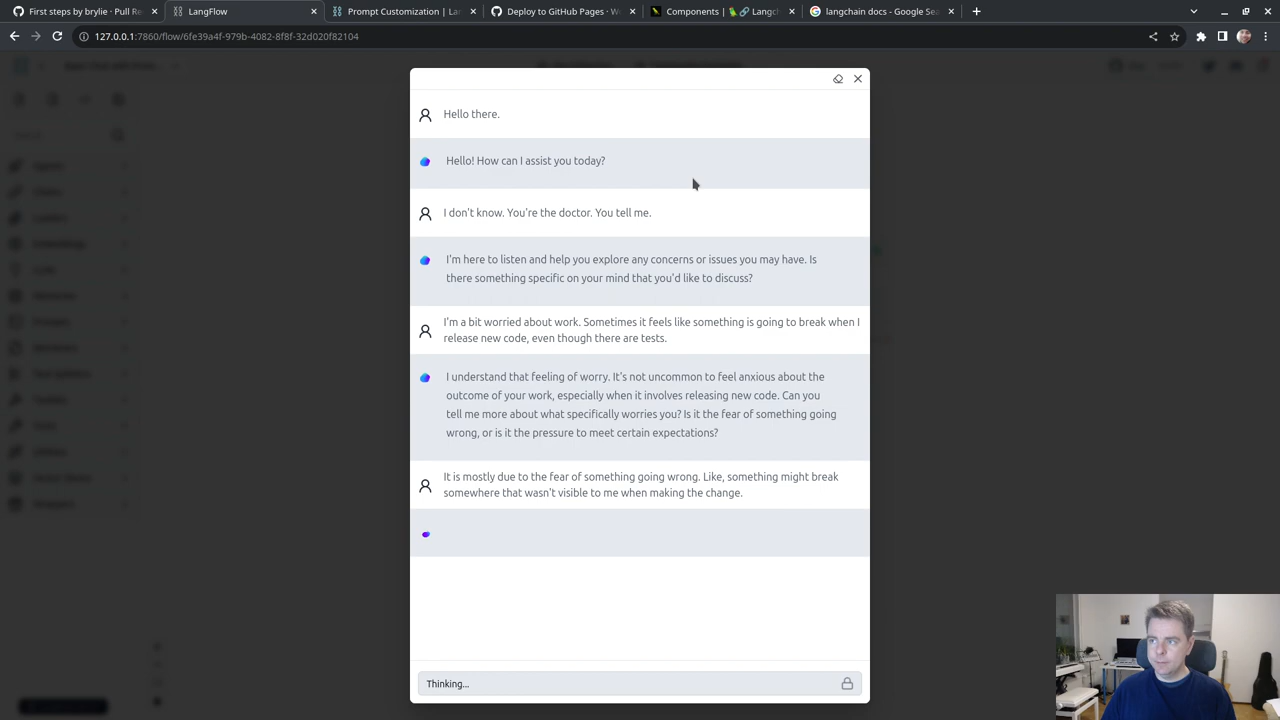 First steps by bryie · Pull Re
LangFlow
Prompt Customization | La
Deploy to GitHub Pages · W
Components | 🦜️🔗 Langch
langchain docs - Google Sea
127.0.0.1:7860/flow/6fe39a4f-979b-4082-8f8f-32d020f82104
Hello there.
Hello! How can I assist you today?
I don't know. You're the doctor. You tell me.
I'm here to listen and help you explore any concerns or issues you may have. Is
there something specific on your mind that you'd like to discuss?
I'm a bit worried about work. Sometimes it feels like something is going to break when I
release new code, even though there are tests.
I understand that feeling of worry. It's not uncommon to feel anxious about the
outcome of your work, especially when it involves releasing new code. Can you
tell me more about what specifically worries you? Is it the fear of something going
wrong, or is it the pressure to meet certain expectations?
It is mostly due to the fear of something going wrong. Like, something might break
somewhere that wasn't visible to me when making the change.
Thinking...